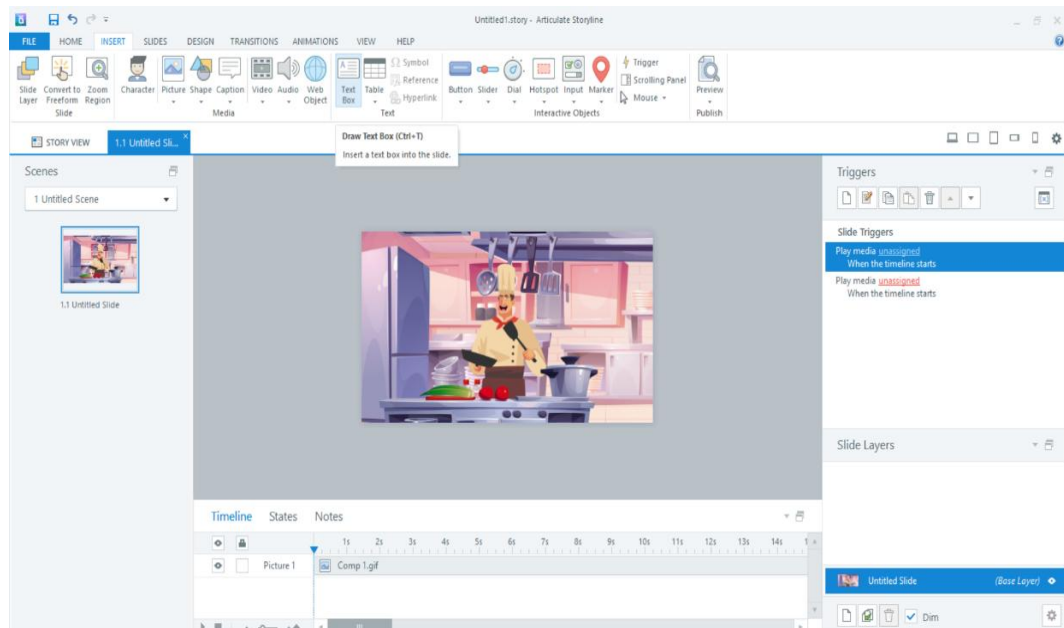 Untitled1.story - Articulate Storyline
FILE HOME INSERT SLIDES DESIGN TRANSITIONS ANIMATIONS VIEW HELP
Slide Layer
Convert to Freeform
Zoom Region
Slide
Character
Picture
Shape
Caption
Video
Audio
Web Object
Media
Text Box
Table
Symbol
Reference
Hyperlink
Text
Button
Slider
Dial
Hotspot
Input
Marker
Trigger
Scrolling Panel
Mouse
Interactive Objects
Preview
Publish
Draw Text Box (Ctrl+T)
Insert a text box into the slide.
STORY VIEW
1.1 Untitled Sli...
Scenes
1 Untitled Scene
1.1 Untitled Slide
Triggers
Slide Triggers
Play media unassigned
When the timeline starts
Play media unassigned
When the timeline starts
Slide Layers
Untitled Slide (Base Layer)
Dim
Timeline States Notes
1s 2s 3s 4s 5s 6s 7s 8s 9s 10s 11s 12s 13s 14s
Picture 1
Comp 1.gif